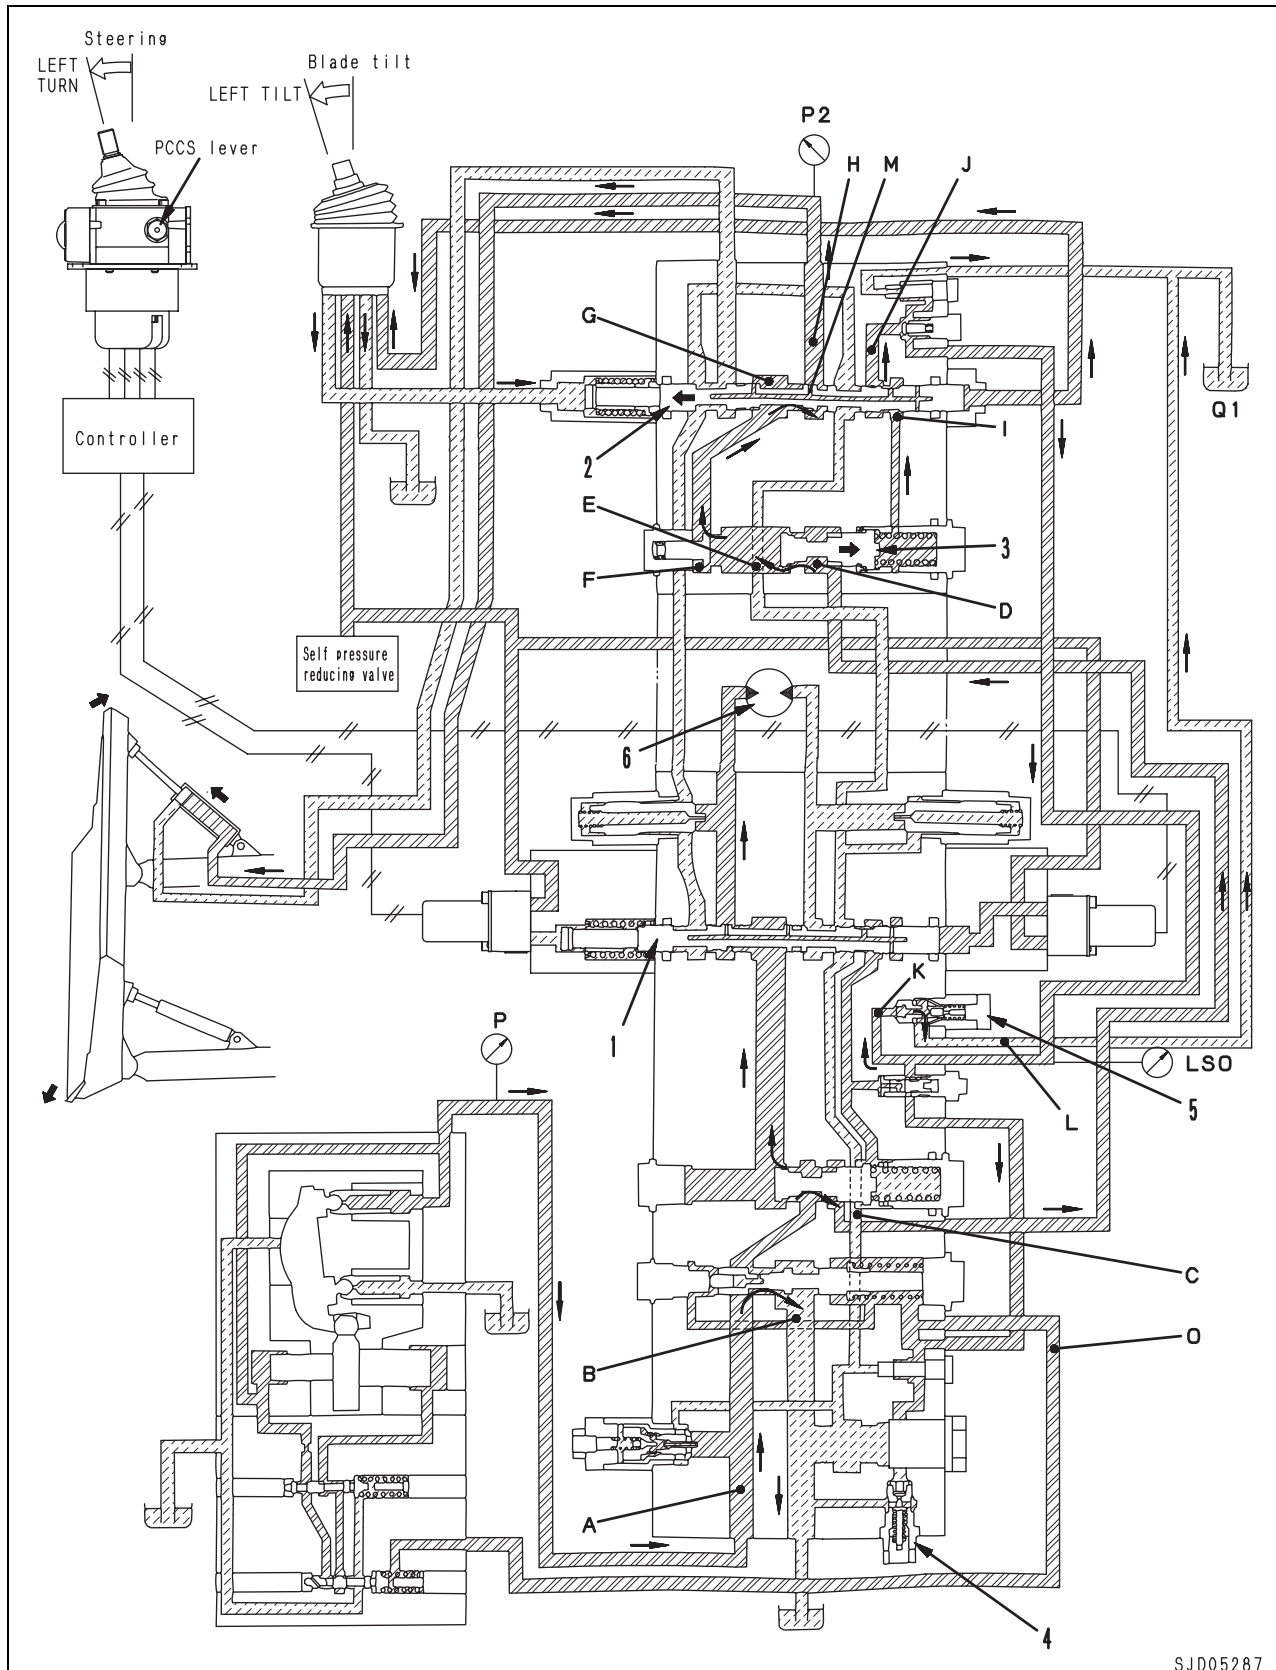 Steering
LEFT
TURN
PCCS lever
Blade tilt
LEFT TILT
P2
H
M
J
G
Q1
2
I
Controller
E
3
F
D
Self pressure
reducing valve
6
K
1
P
LS0
5
L
C
O
B
A
4
SJD05287